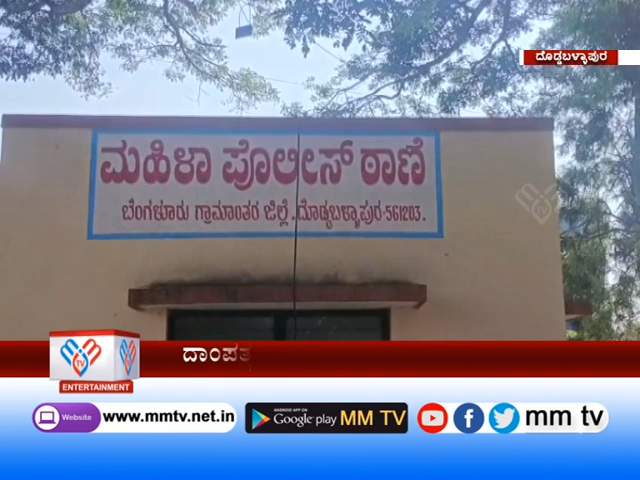 ದೊಡ್ಡಬಳ್ಳಾಪುರ
ಮಹಿಳಾ ಪೊಲೀಸ್ ಠಾಣೆ
ಬೆಂಗಳೂರು ಗ್ರಾಮಾಂತರ ಜಿಲ್ಲೆ.ದೊಡ್ಡಬಳ್ಳಾಪುರ-561203.
TV
ENTERTAINMENT
Website www.mmtv.net.in
ANDROID APP ON
Google play MM TV
mm tv